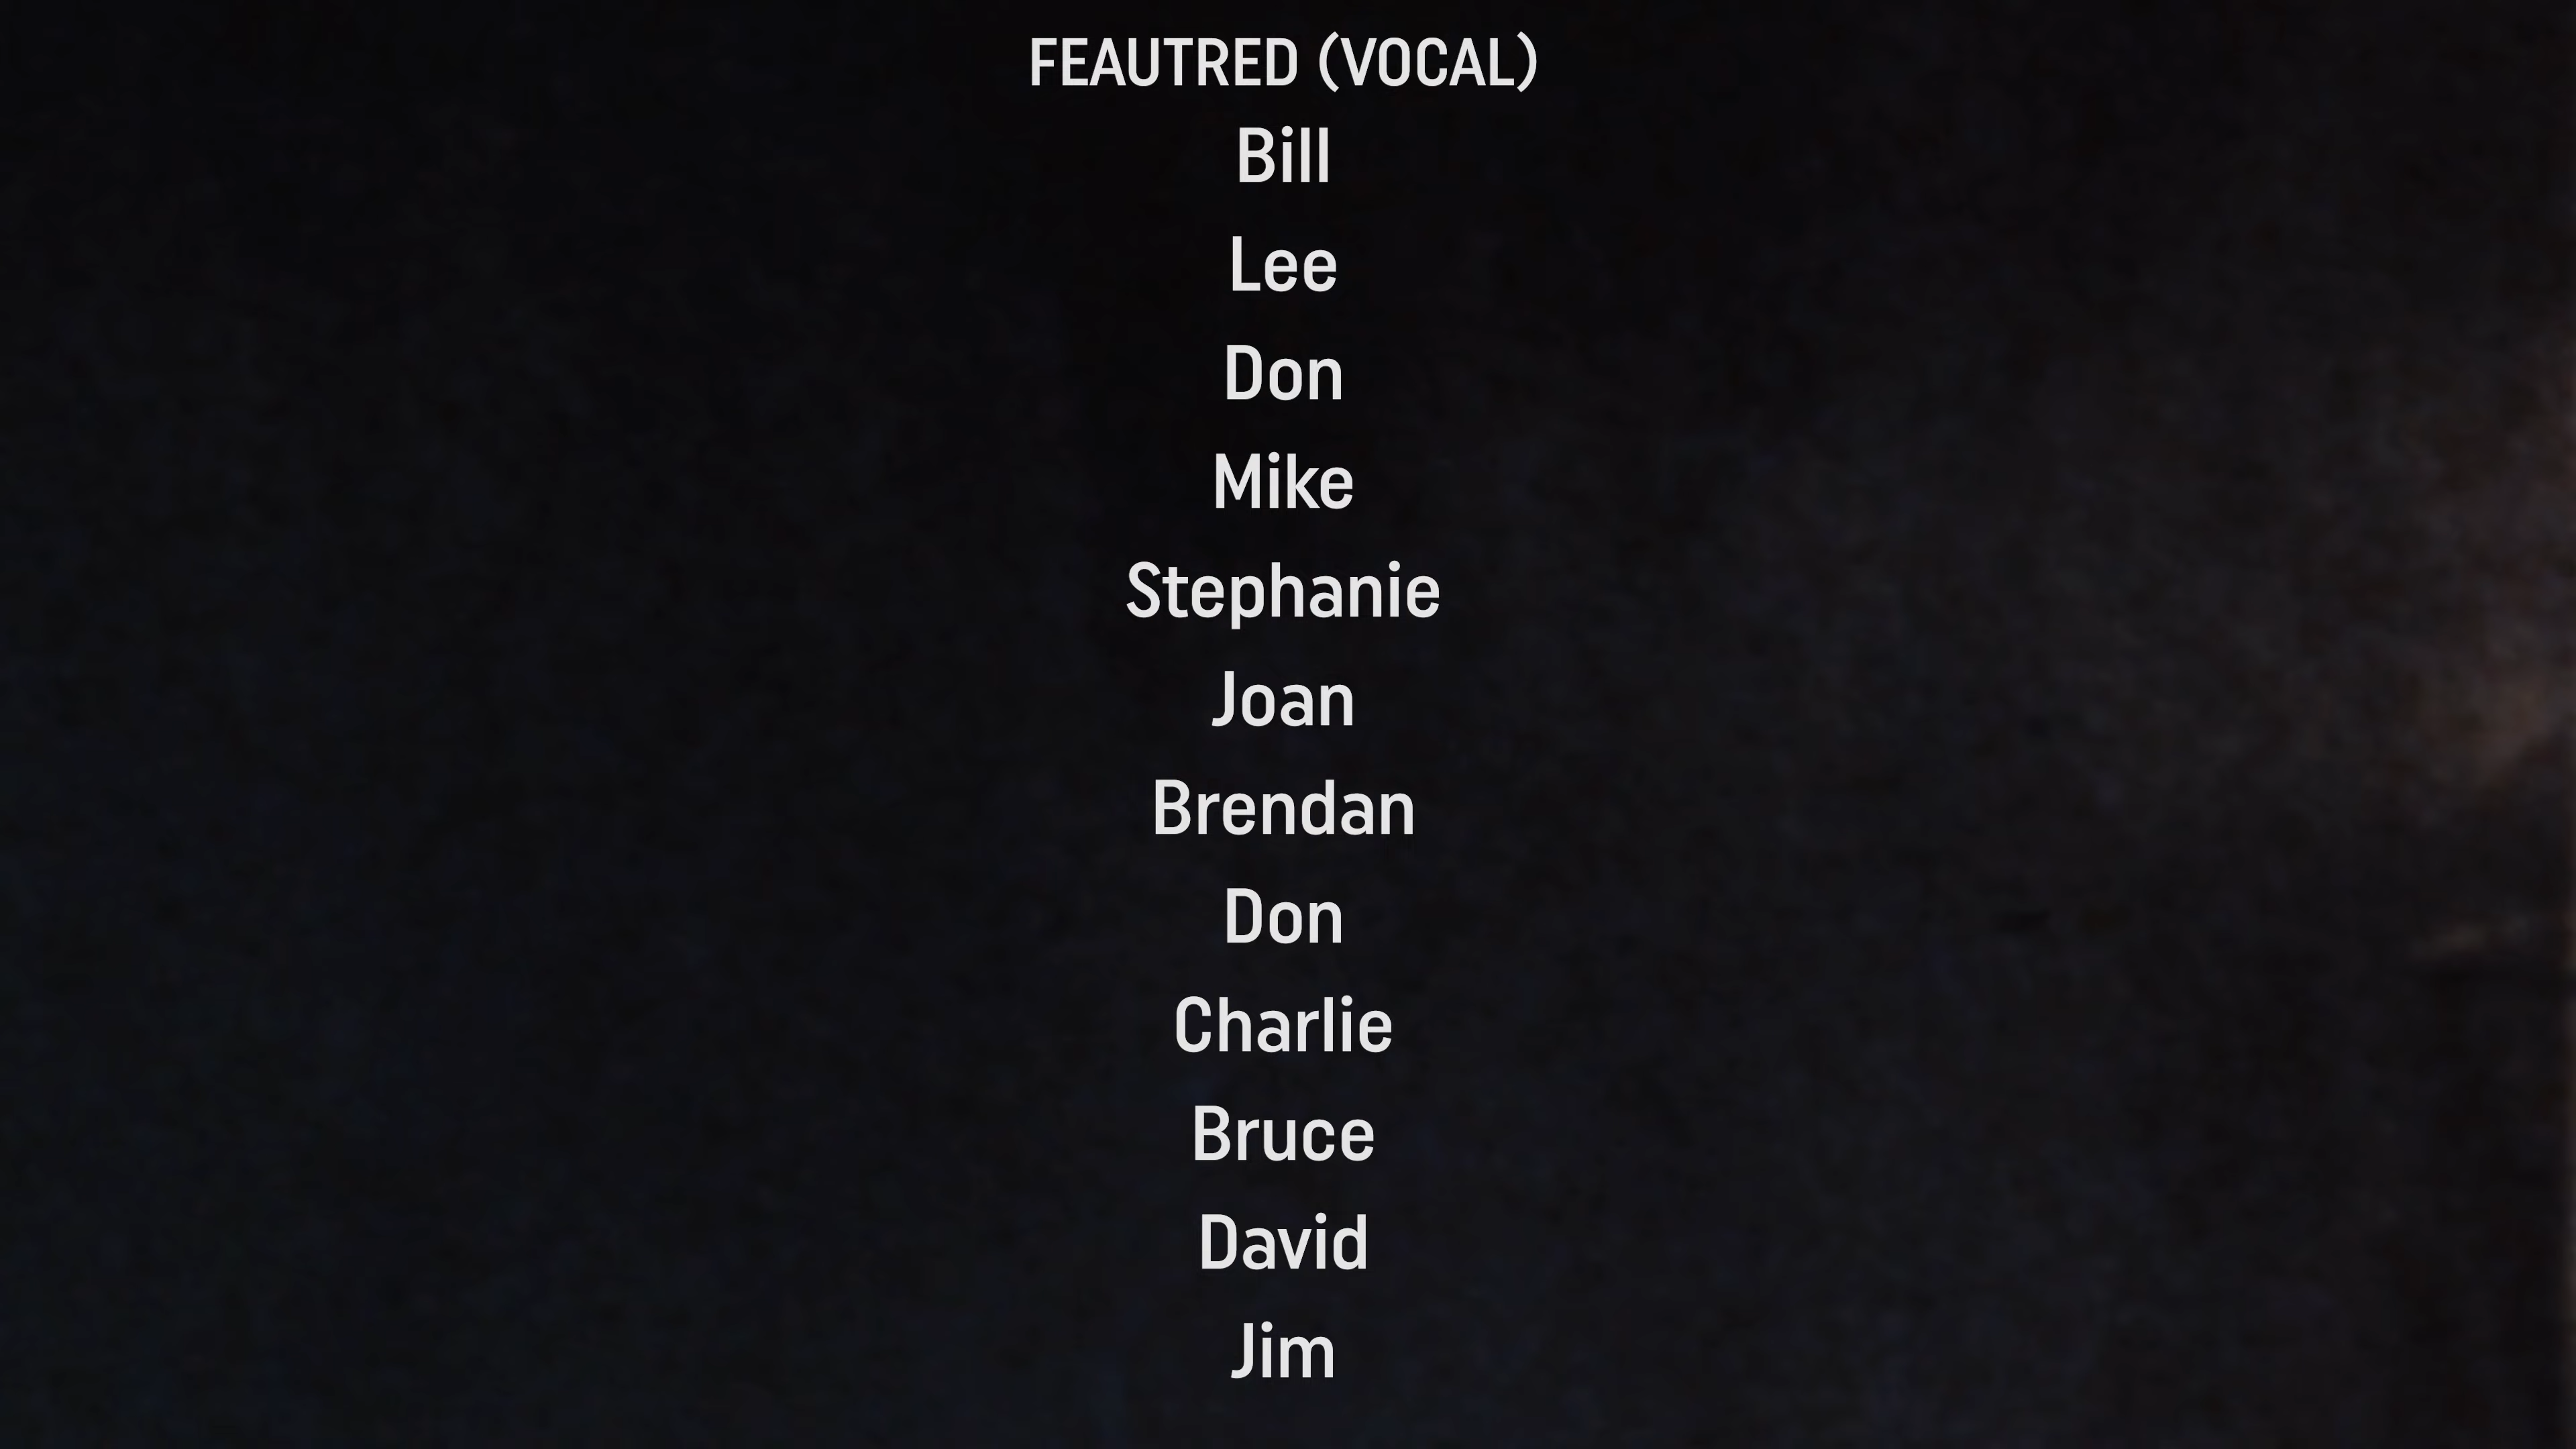 FEAUTRED (VOCAL)
Bill
Lee
Don
Mike
Stephanie
Joan
Brendan
Don
Charlie
Bruce
David
Jim